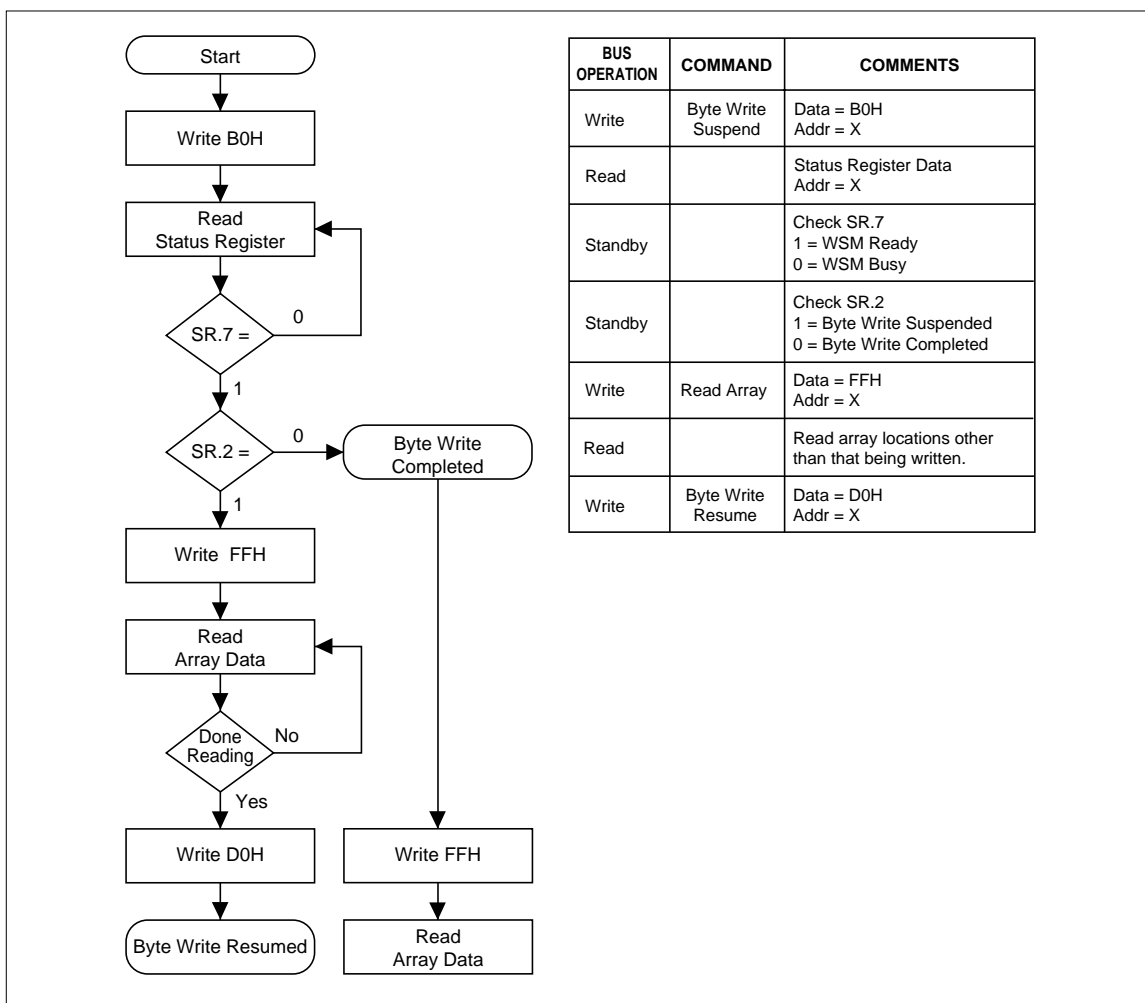 Start
Write B0H
Read
Status Register
SR.7 =
0
1
SR.2 =
0
Byte Write
Completed
1
Write FFH
Read
Array Data
Done
Reading
No
Yes
Write D0H
Write FFH
Byte Write Resumed
Read
Array Data
BUS
OPERATION
COMMAND
COMMENTS
Write
Byte Write
Suspend
Data = B0H
Addr = X
Read
Status Register Data
Addr = X
Standby
Check SR.7
1 = WSM Ready
0 = WSM Busy
Standby
Check SR.2
1 = Byte Write Suspended
0 = Byte Write Completed
Write
Read Array
Data = FFH
Addr = X
Read
Read array locations other
than that being written.
Write
Byte Write
Resume
Data = D0H
Addr = X